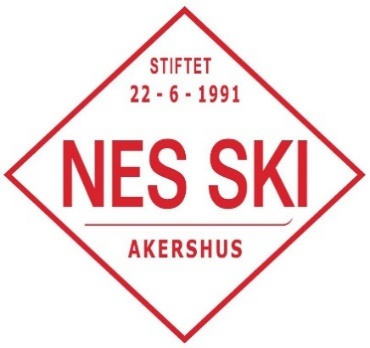 STIFTET
22 - 6 - 1991
NES SKI
AKERSHUS